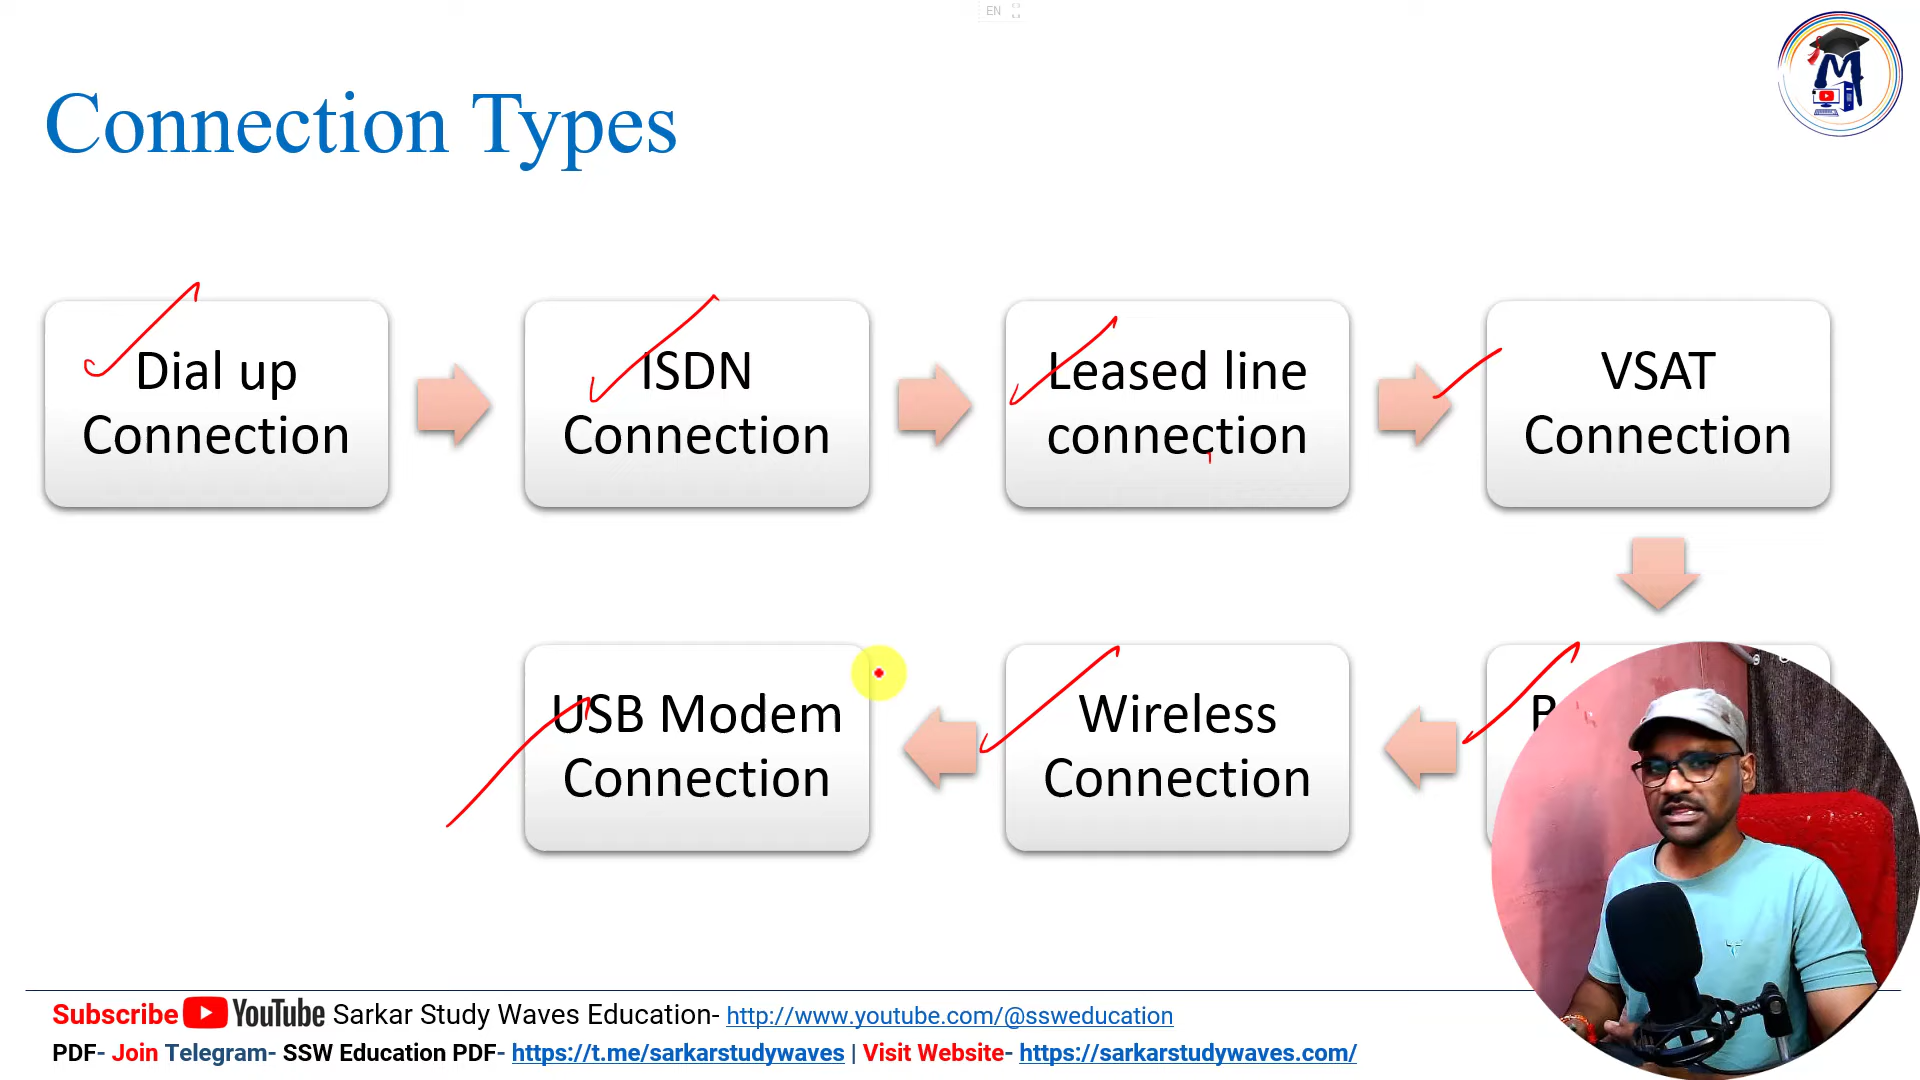 EN
Connection Types
Dial up
Connection
ISDN
Connection
Leased line
connection
VSAT
Connection
USB Modem
Connection
Wireless
Connection
Subscribe YouTube Sarkar Study Waves Education- http://www.youtube.com/@ssweducation
PDF- Join Telegram- SSW Education PDF- https://t.me/sarkarstudywaves | Visit Website- https://sarkarstudywaves.com/